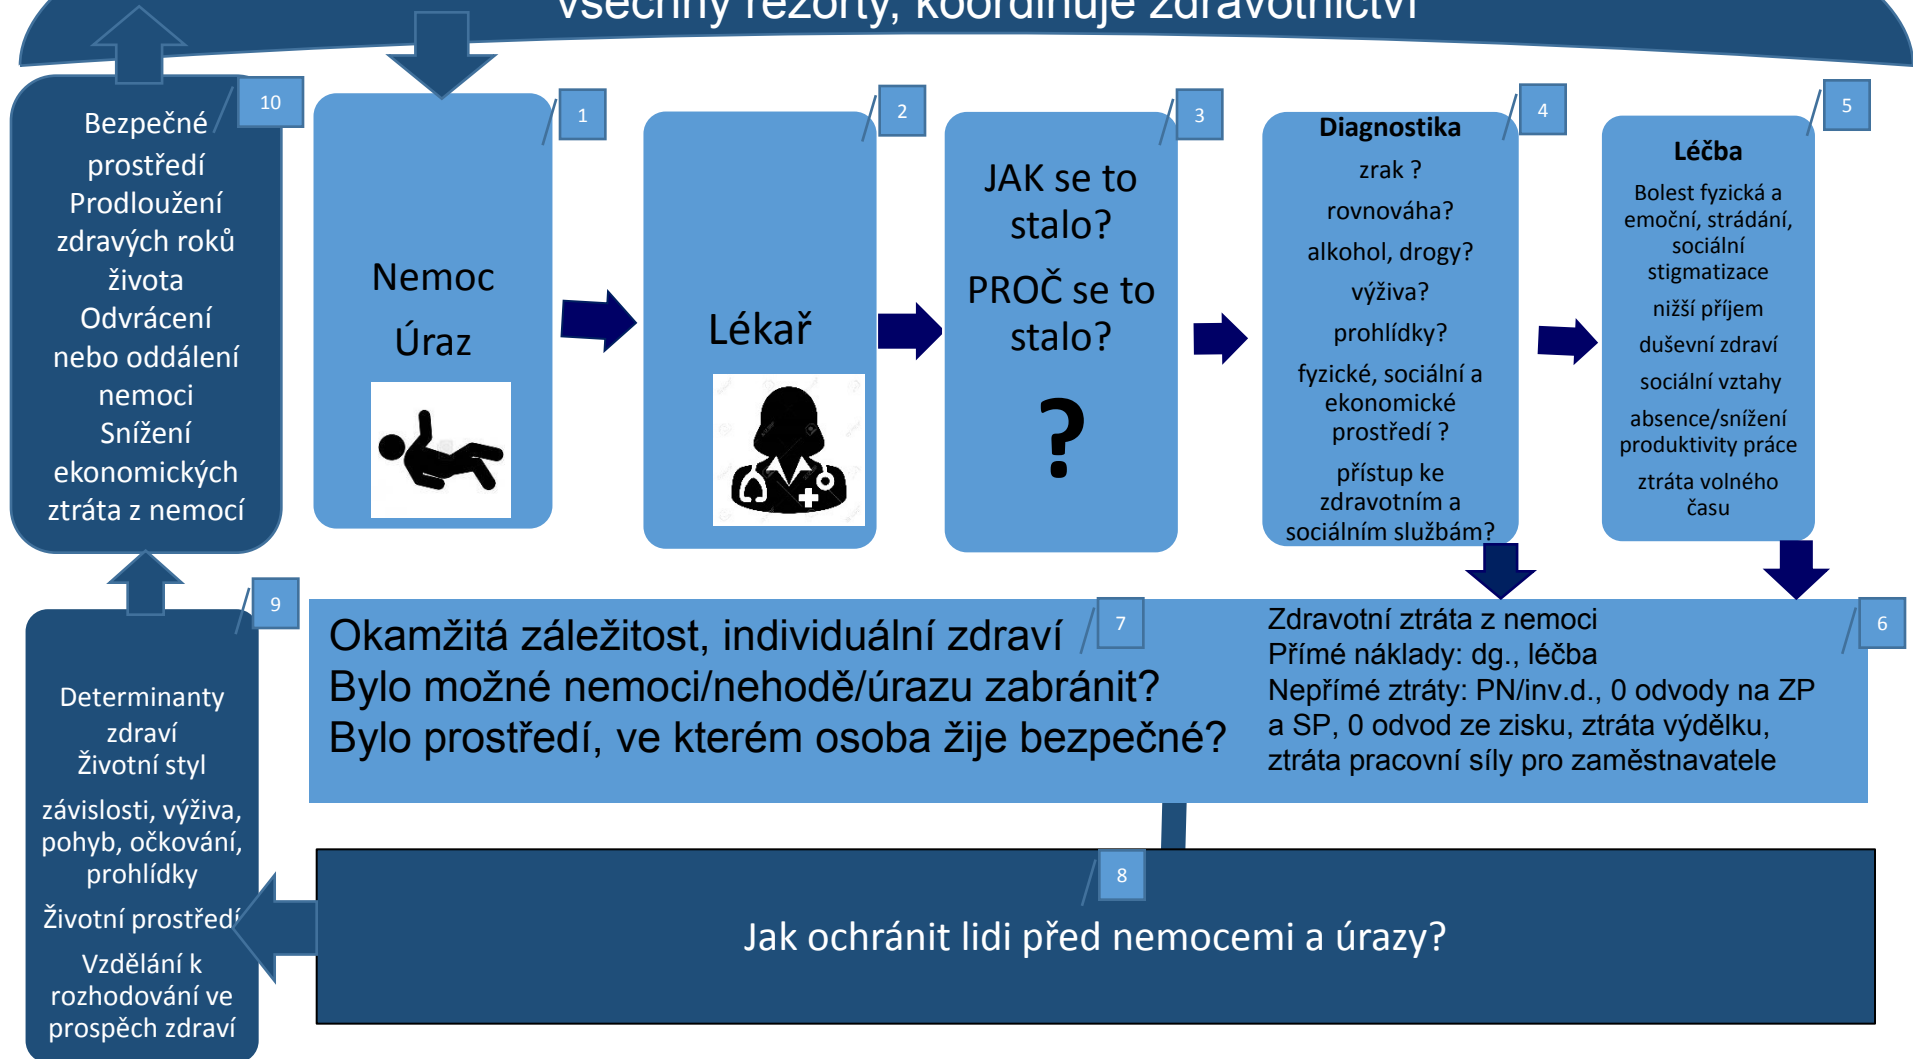 všechny rezorty, koordinuje zdravotnictví
10
Bezpečné
prostředí
Prodloužení
zdravých roků
života
Odvrácení
nebo oddálení
nemoci
Snížení
ekonomických
ztráta z nemocí
1
Nemoc
Úraz
2
Lékař
3
JAK se to
stalo?
PROČ se to
stalo?
?
4
Diagnostika
zrak ?
rovnováha?
alkohol, drogy?
výživa?
prohlídky?
fyzické, sociální a
ekonomické
prostředí ?
přístup ke
zdravotním a
sociálním službám?
5
Léčba
Bolest fyzická a
emoční, strádání,
sociální
stigmatizace
nižší příjem
duševní zdraví
sociální vztahy
absence/snížení
produktivity práce
ztráta volného
času
6
Zdravotní ztráta z nemoci
Přímé náklady: dg., léčba
Nepřímé ztráty: PN/inv.d., 0 odvody na ZP
a SP, 0 odvod ze zisku, ztráta výdělku,
ztráta pracovní síly pro zaměstnavatele
7
Okamžitá záležitost, individuální zdraví
Bylo možné nemoci/nehodě/úrazu zabránit?
Bylo prostředí, ve kterém osoba žije bezpečné?
8
Jak ochránit lidi před nemocemi a úrazy?
9
Determinanty
zdraví
Životní styl
závislosti, výživa,
pohyb, očkování,
prohlídky
Životní prostředí
Vzdělání k
rozhodování ve
prospěch zdraví